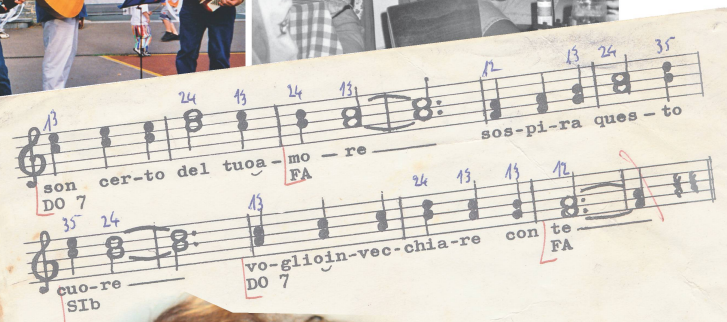 13 24 13 24 13 12 13 24 35
son cer-to del tuoa-mo-re sos-pi-ra ques-to
DO 7 FA
35 24 13 24 13 13 12
cuo-re vo-glioin-vec-chia-re con te
SIb DO 7 FA